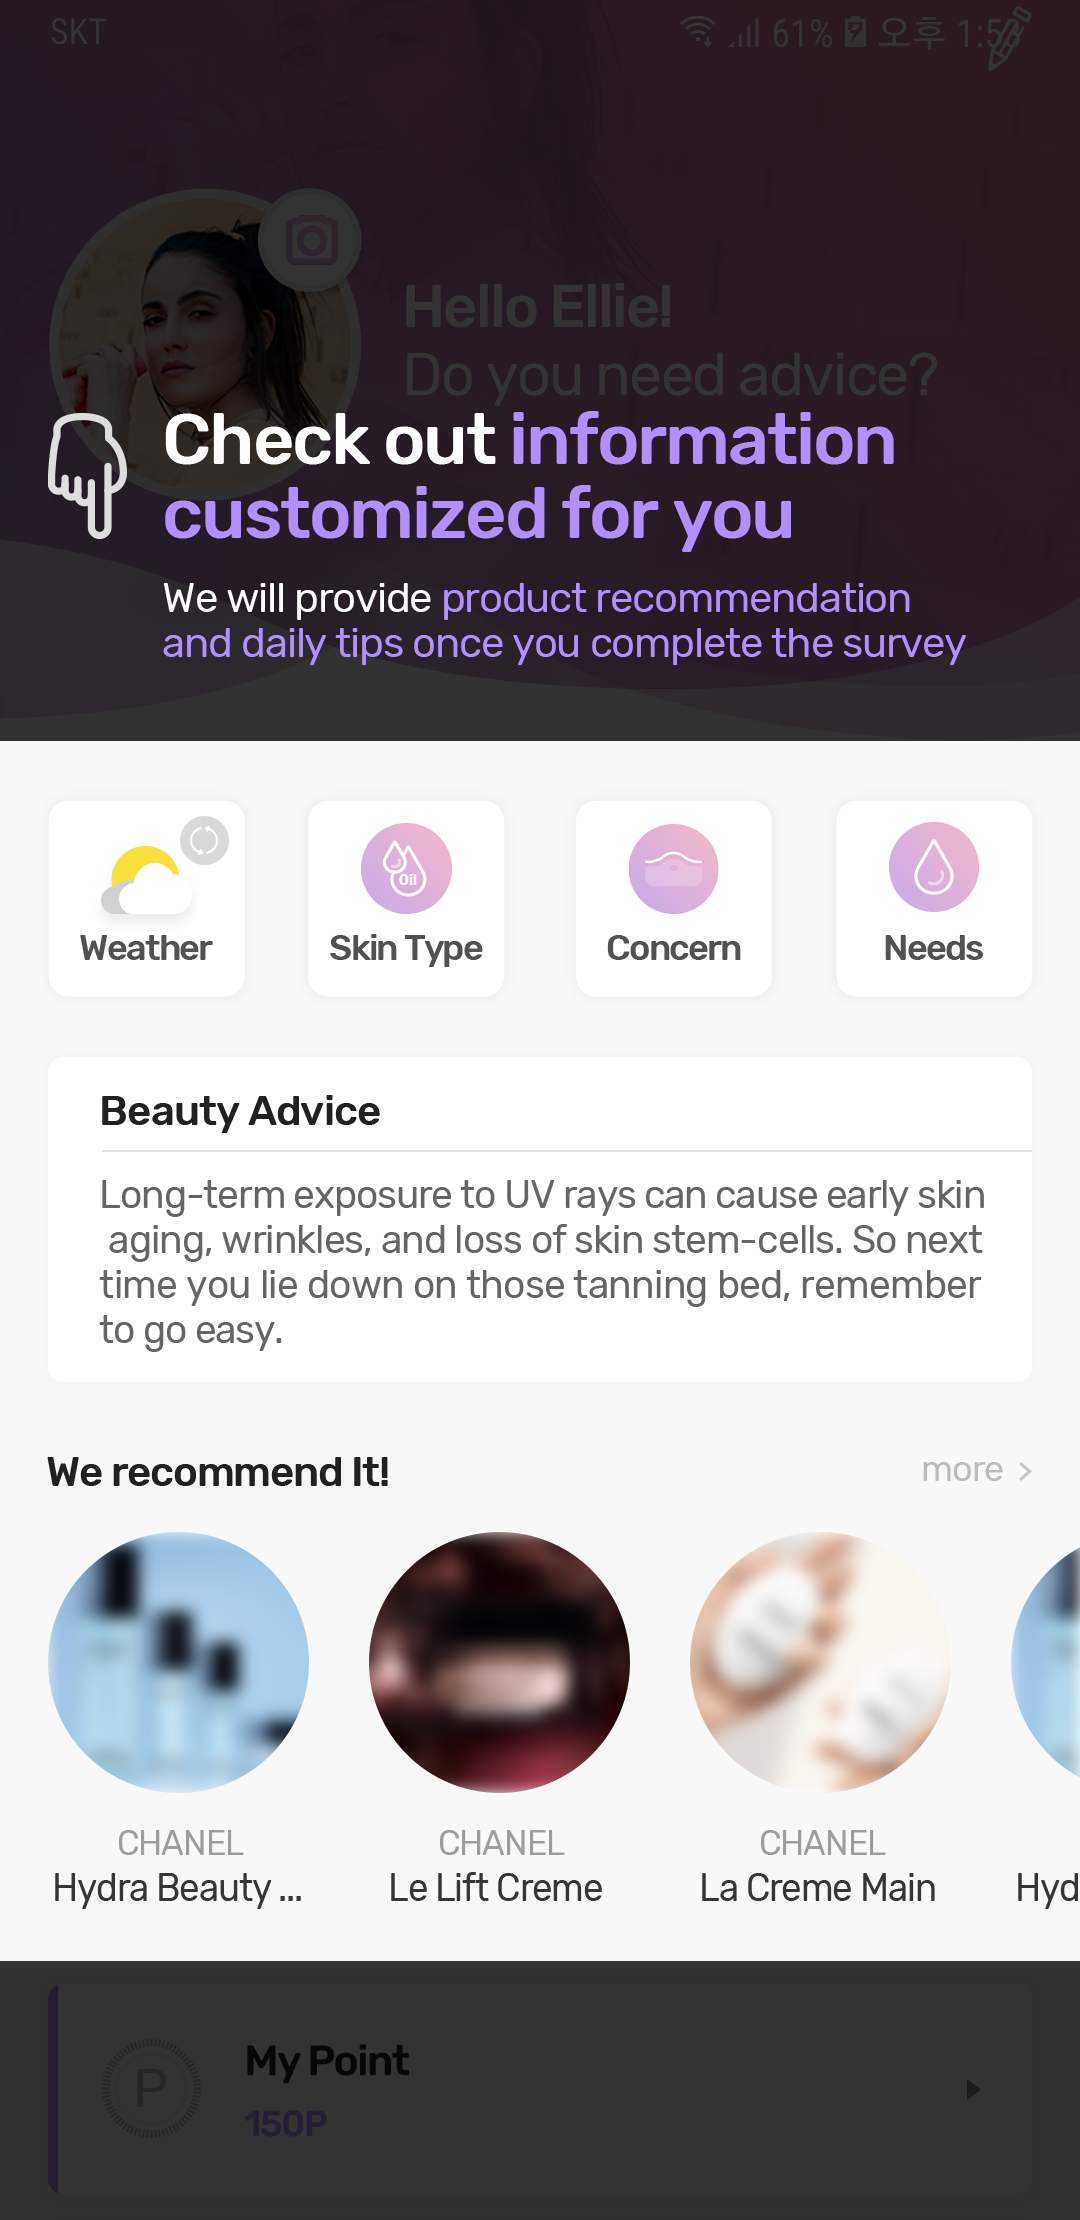 SKT 61% 오후 1:53
Hello Ellie!
Do you need advice?
Check out information
customized for you
We will provide product recommendation
and daily tips once you complete the survey
Oil
Weather Skin Type Concern Needs
Beauty Advice
Long-term exposure to UV rays can cause early skin
aging, wrinkles, and loss of skin stem-cells. So next
time you lie down on those tanning bed, remember
to go easy.
We recommend It! more >
CHANEL CHANEL CHANEL
Hydra Beauty ... Le Lift Creme La Creme Main Hyd
P
My Point
150P